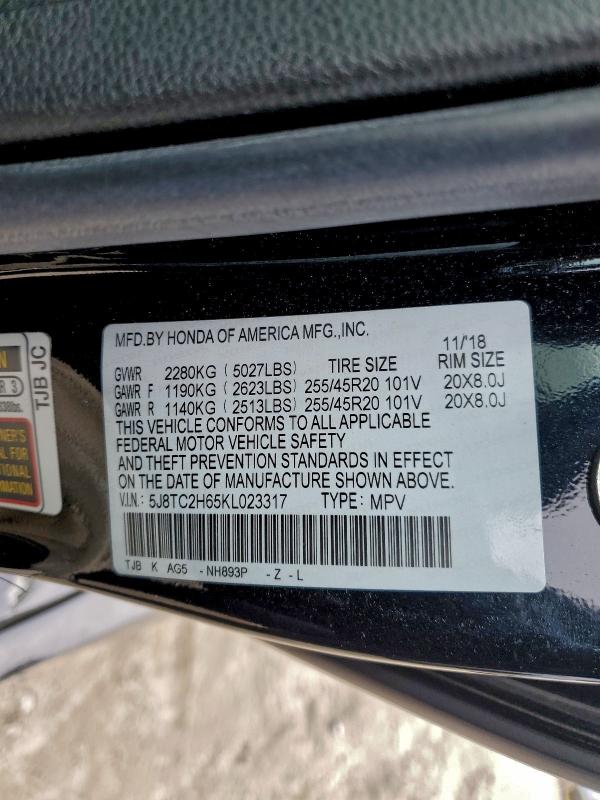 MFD.BY HONDA OF AMERICA MFG.,INC.
11/'18
GVWR 2280KG (5027LBS) TIRE SIZE RIM SIZE
GAWR F 1190KG (2623LBS) 255/45R20 101V 20X8.0J
GAWR R 1140KG (2513LBS) 255/45R20 101V 20X8.0J
THIS VEHICLE CONFORMS TO ALL APPLICABLE
FEDERAL MOTOR VEHICLE SAFETY
AND THEFT PREVENTION STANDARDS IN EFFECT
ON THE DATE OF MANUFACTURE SHOWN ABOVE.
V.I.N.: 5J8TC2H65KL023317 TYPE: MPV
TJB K AG5 -NH893P -Z -L
TJB JC